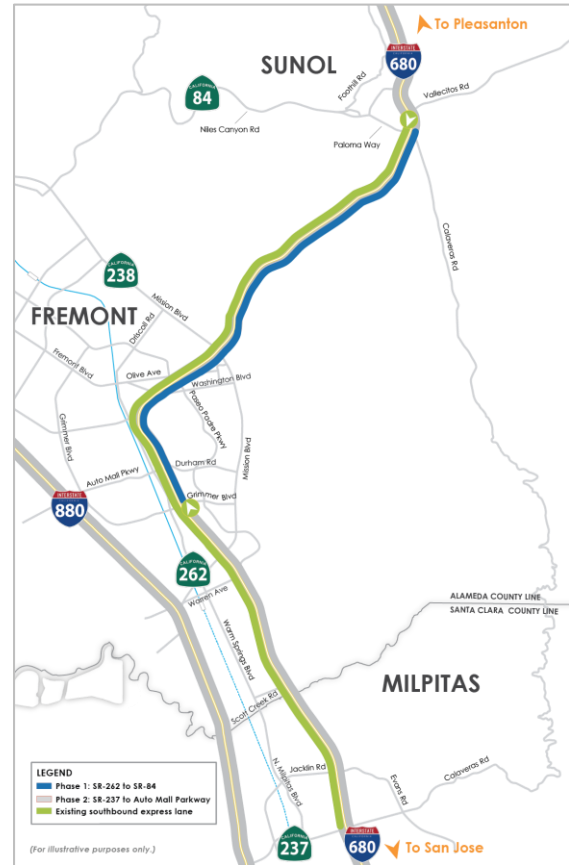 To Pleasanton
INTERSTATE
680
SUNOL
CALIFORNIA
84
Foothill Rd
Vallecitos Rd
Niles Canyon Rd
Paloma Way
Calaveras Rd
CALIFORNIA
238
Mission Blvd
FREMONT
Driscoll Rd
Fremont Blvd
Olive Ave
Washington Blvd
Paseo Padre Pkwy
Grimmer Blvd
Mission Blvd
Durham Rd
Auto Mall Pkwy
Grimmer Blvd
INTERSTATE
880
CALIFORNIA
262
Warren Ave
ALAMEDA COUNTY LINE
SANTA CLARA COUNTY LINE
Warm Springs Blvd
MILPITAS
Scott Creek Rd
Jacklin Rd
Calaveras Rd
Evans Rd
N. Milpitas Blvd
LEGEND
Phase 1: SR-262 to SR-84
Phase 2: SR-237 to Auto Mall Parkway
Existing southbound express lane
(For illustrative purposes only.)
CALIFORNIA
237
INTERSTATE
680
To San Jose